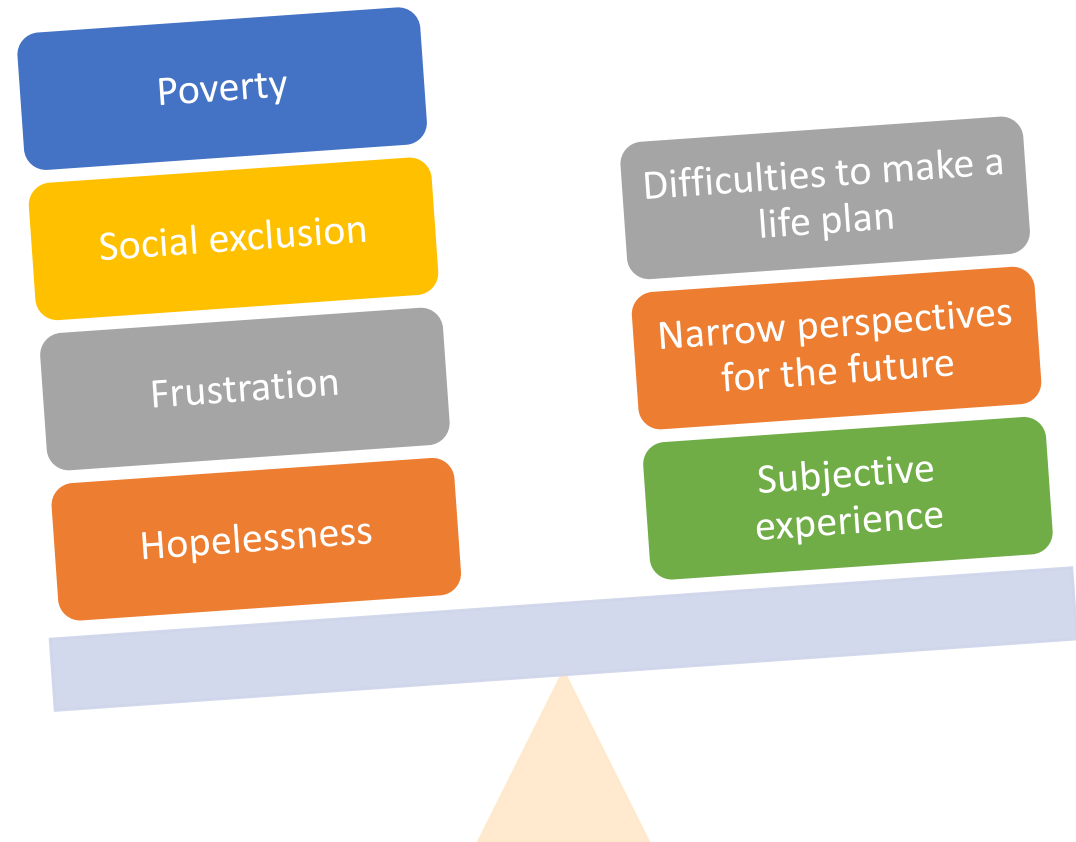 Poverty
Social exclusion
Frustration
Hopelessness
Difficulties to make a
life plan
Narrow perspectives
for the future
Subjective
experience